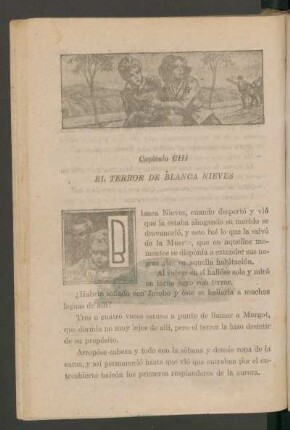 Capítulo CIII
EL TERROR DE BLANCA NIEVES
Blanca Nieves, cuando despertó y vió
que la estaba ahogando su marido se
desvaneció, y esto fué lo que la salvó
de la Muerte, que en aquellos mo-
mentos se disponía a extender sus ne-
gras alas en aquella habitación.
Al volver en sí hallóse sola y miró
en torno suyo con terror.
¿Habría soñado con Jacobo y éste se hallaría a muchas
leguas de allí?
Tres o cuatro veces estuvo a punto de llamar a Margot,
que dormía no muy lejos de allí, pero el terror la hizo desistir
de su propósito.
Arropóse cabeza y todo con la sábana y demás ropa de la
cama, y así permaneció hasta que vió que entraban por el en-
treabierto balcón los primeros resplandores de la aurora.